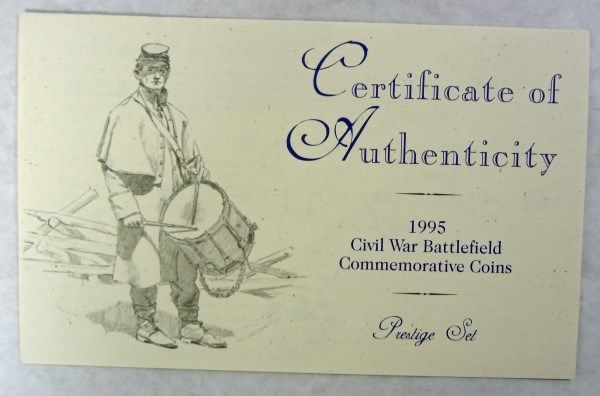 Certificate of
Authenticity
1995
Civil War Battlefield
Commemorative Coins
Prestige Set